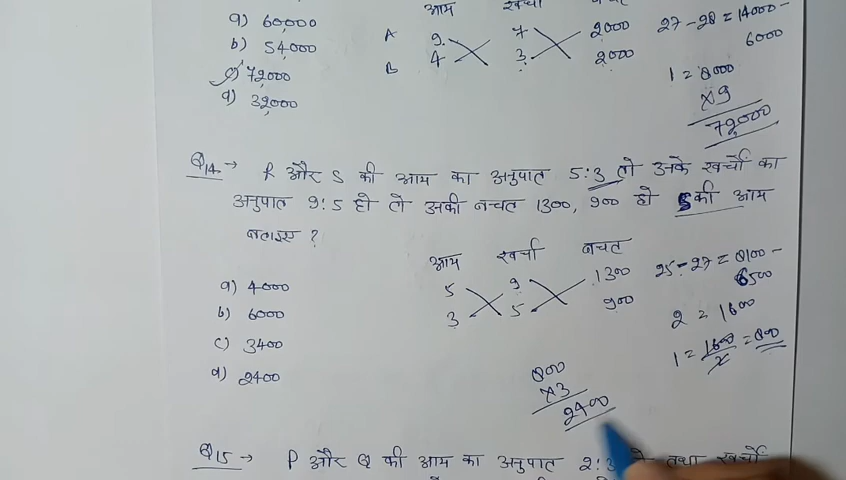 a) 60,000
b) 54,000
c) 72,000
d) 32,000
आय खर्चा
A 9 7 2000
B 4 3 2000
27 - 28 = 14000 -
6000
1 = 8000
×9
72000
Q14 → R और S की आय का अनुपात 5:3 तो उनके खर्चो का
अनुपात 9:5 हो तो उनकी बचत 1300, 900 हो S की आय
बताइए ?
a) 4000
b) 6000
c) 3400
d) 2400
आय खर्चा बचत
5 9 1300
3 5 900
25 - 27 = 8100 -
6500
2 = 1600
1 = 1600/2 = 800
800
×3
2400
Q15 → P और Q की आय का अनुपात 2:3 तथा खर्चो